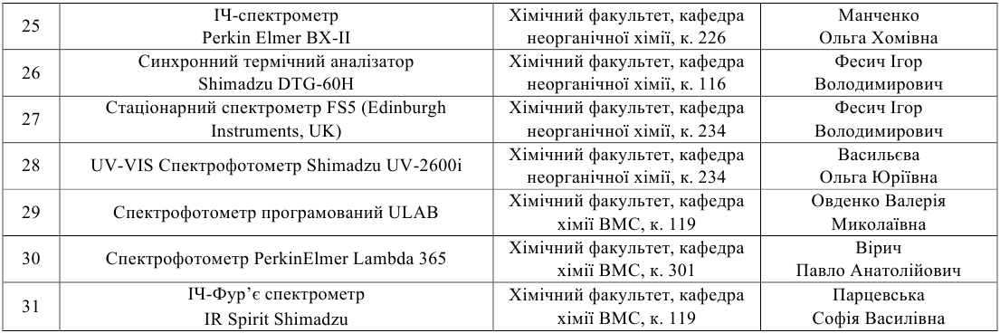 25
ІЧ-спектрометр
Perkin Elmer BX-II
Хімічний факультет, кафедра
неорганічної хімії, к. 226
Манченко
Ольга Хомівна
26
Синхронний термічний аналізатор
Shimadzu DTG-60H
Хімічний факультет, кафедра
неорганічної хімії, к. 116
Фесич Ігор
Володимирович
27
Стаціонарний спектрометр FS5 (Edinburgh
Instruments, UK)
Хімічний факультет, кафедра
неорганічної хімії, к. 234
Фесич Ігор
Володимирович
28
UV-VIS Спектрофотометр Shimadzu UV-2600i
Хімічний факультет, кафедра
неорганічної хімії, к. 234
Васильєва
Ольга Юріївна
29
Спектрофотометр програмований ULAB
Хімічний факультет, кафедра
хімії ВМС, к. 119
Овденко Валерія
Миколаївна
30
Спектрофотометр PerkinElmer Lambda 365
Хімічний факультет, кафедра
хімії ВМС, к. 301
Вірич
Павло Анатолійович
31
ІЧ-Фур’є спектрометр
IR Spirit Shimadzu
Хімічний факультет, кафедра
хімії ВМС, к. 119
Парцевська
Софія Василівна